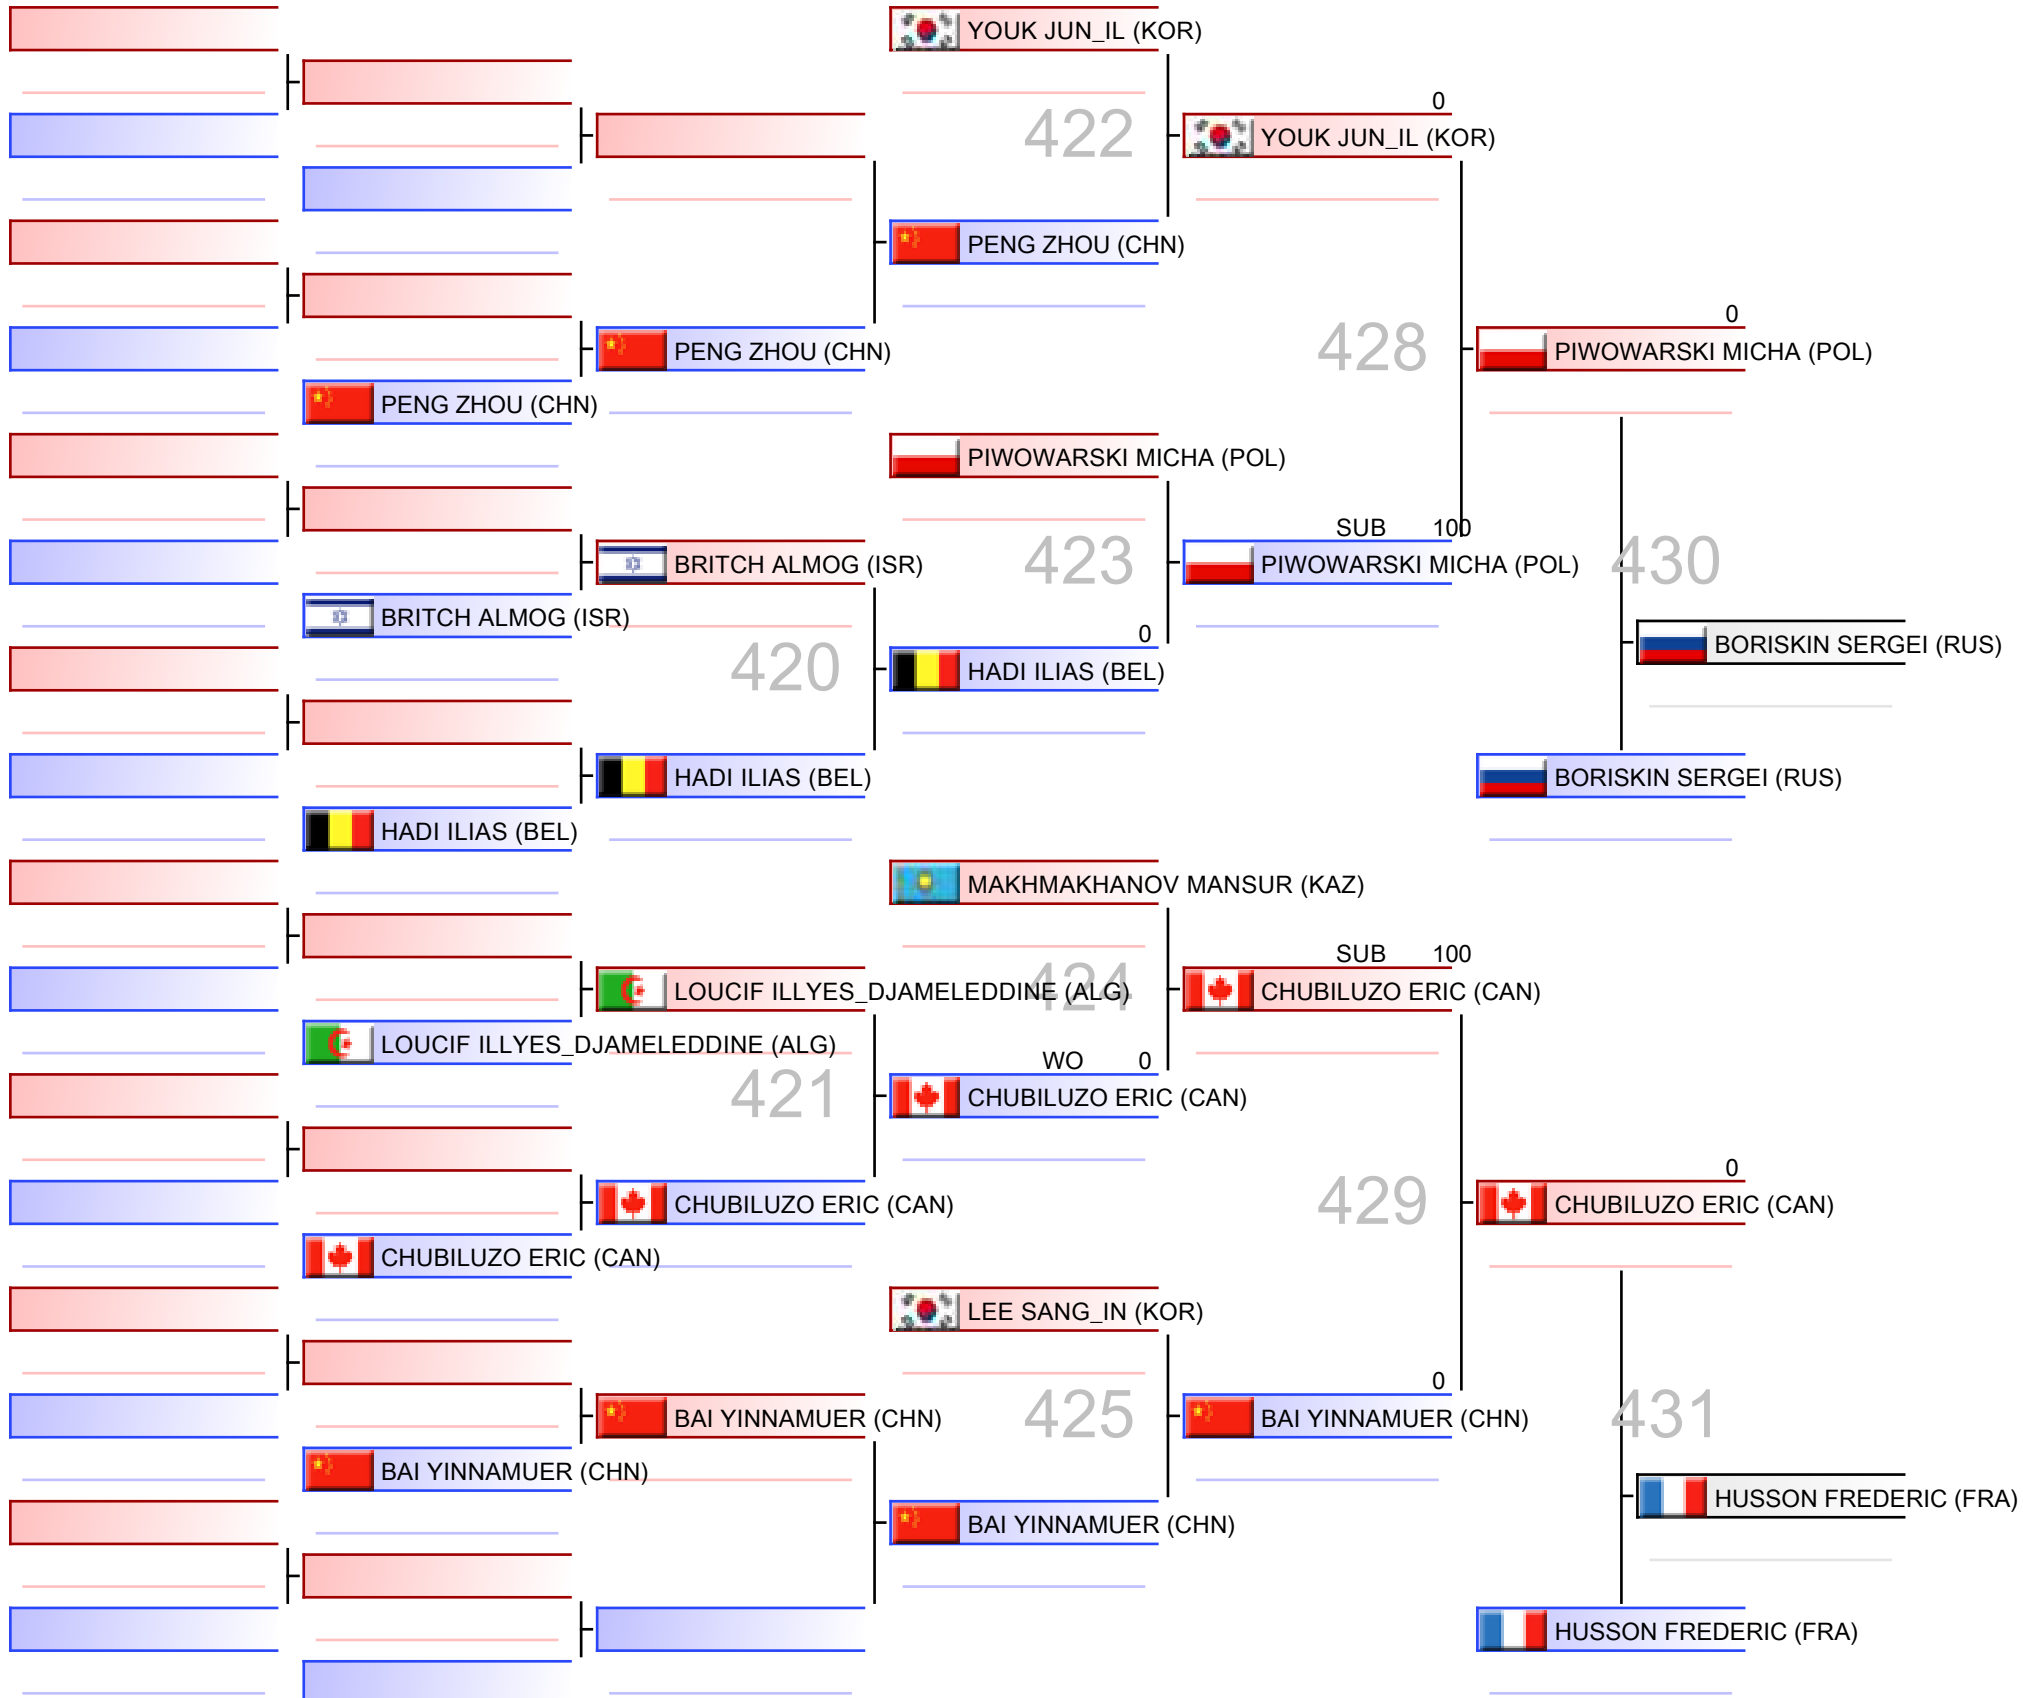 YOUK JUN_IL (KOR)
0
422
YOUK JUN_IL (KOR)
PENG ZHOU (CHN)
0
428
PENG ZHOU (CHN)
PIWOWARSKI MICHA (POL)
PENG ZHOU (CHN)
PIWOWARSKI MICHA (POL)
SUB 100
423
430
BRITCH ALMOG (ISR)
PIWOWARSKI MICHA (POL)
BRITCH ALMOG (ISR)
0
420
HADI ILIAS (BEL)
BORISKIN SERGEI (RUS)
HADI ILIAS (BEL)
BORISKIN SERGEI (RUS)
HADI ILIAS (BEL)
MAKHMAKHANOV MANSUR (KAZ)
SUB 100
424
LOUCIF ILLYES_DJAMELEDDINE (ALG)
CHUBILUZO ERIC (CAN)
LOUCIF ILLYES_DJAMELEDDINE (ALG)
WO 0
421
CHUBILUZO ERIC (CAN)
0
429
CHUBILUZO ERIC (CAN)
CHUBILUZO ERIC (CAN)
CHUBILUZO ERIC (CAN)
LEE SANG_IN (KOR)
0
425
431
BAI YINNAMUER (CHN)
BAI YINNAMUER (CHN)
BAI YINNAMUER (CHN)
HUSSON FREDERIC (FRA)
BAI YINNAMUER (CHN)
HUSSON FREDERIC (FRA)